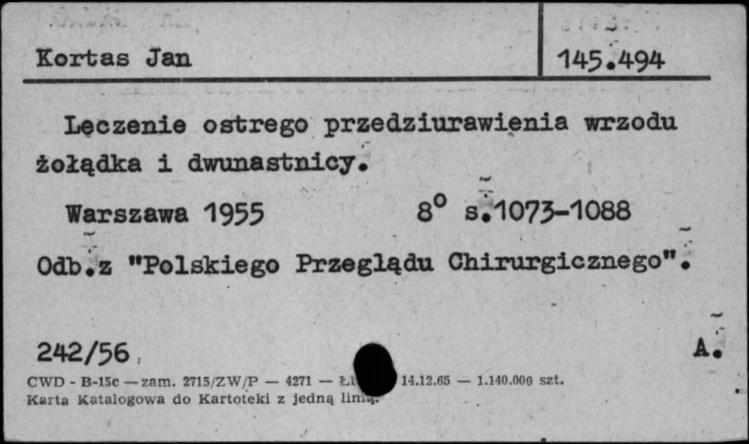 Kortas Jan 145.494
Leczenie ostrego przedziurawienia wrzodu
żołądka i dwunastnicy.
Warszawa 1955 8° s.1073-1088
Odb.z "Polskiego Przeglądu Chirurgicznego".
242/56 A.
CWD - B-15c — zam. 2715/ZW/P — 4271 — 14.12.65 — 1.140.000 szt.
Karta Katalogowa do Kartoteki z jedną linią.